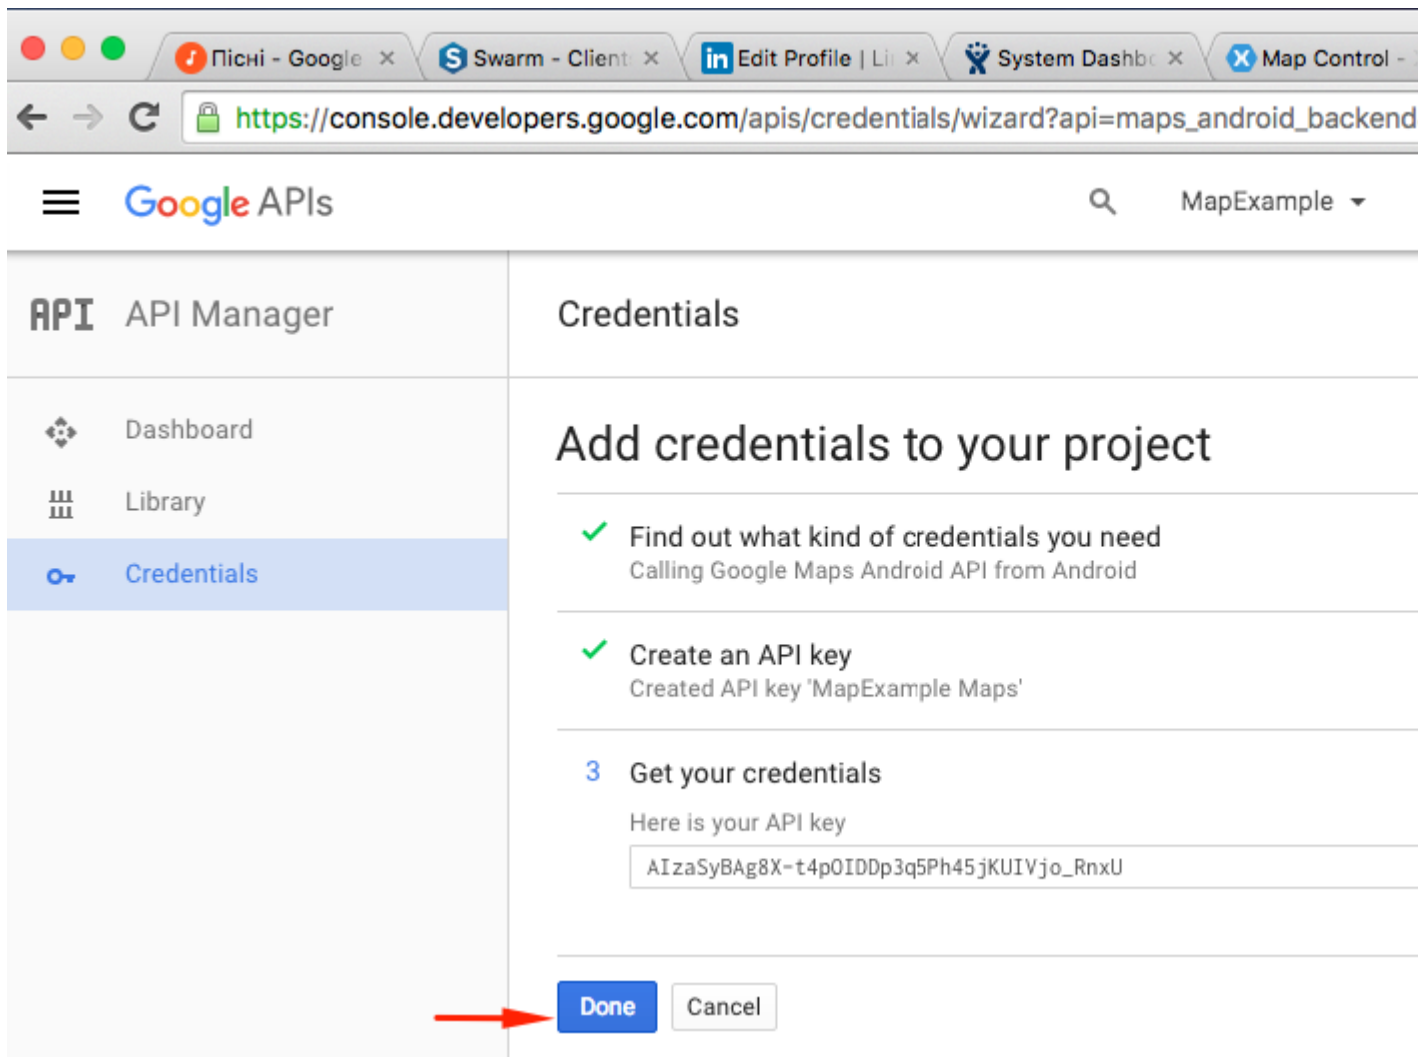 Пісні - Google
Swarm - Client
Edit Profile | Li
System Dashbo
Map Control -
https://console.developers.google.com/apis/credentials/wizard?api=maps_android_backend
Google APIs
MapExample
API API Manager
Credentials
Dashboard
Library
Credentials
Add credentials to your project
Find out what kind of credentials you need
Calling Google Maps Android API from Android
Create an API key
Created API key 'MapExample Maps'
3 Get your credentials
Here is your API key
AIzaSyBAg8X-t4pOIDDp3q5Ph45jKUIVjo_RnxU
Done
Cancel